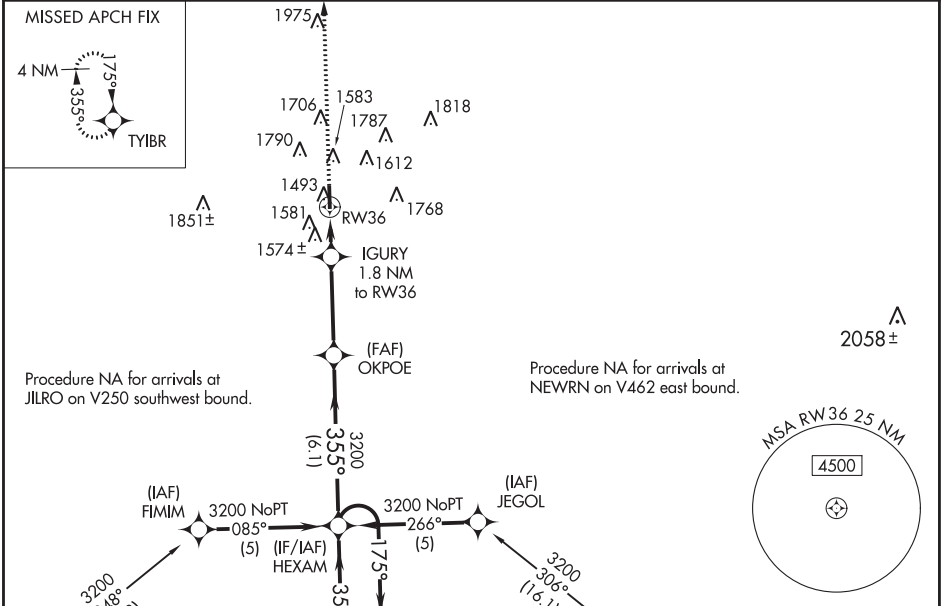 MISSED APCH FIX
4 NM
175°
355°
TYIBR
1975
1706
1583
1818
1787
1790
1612
1493
1768
1851±
1581
RW36
1574±
IGURY
1.8 NM
to RW36
2058±
(FAF)
OKPOE
Procedure NA for arrivals at
JILRO on V250 southwest bound.
Procedure NA for arrivals at
NEWRN on V462 east bound.
MSA RW36 25 NM
4500
3200
355°
(6.1)
(IAF)
FIMIM
3200 NoPT
085°
(5)
(IF/IAF)
HEXAM
3200 NoPT
266°
(5)
(IAF)
JEGOL
175°
3200
3200
306°